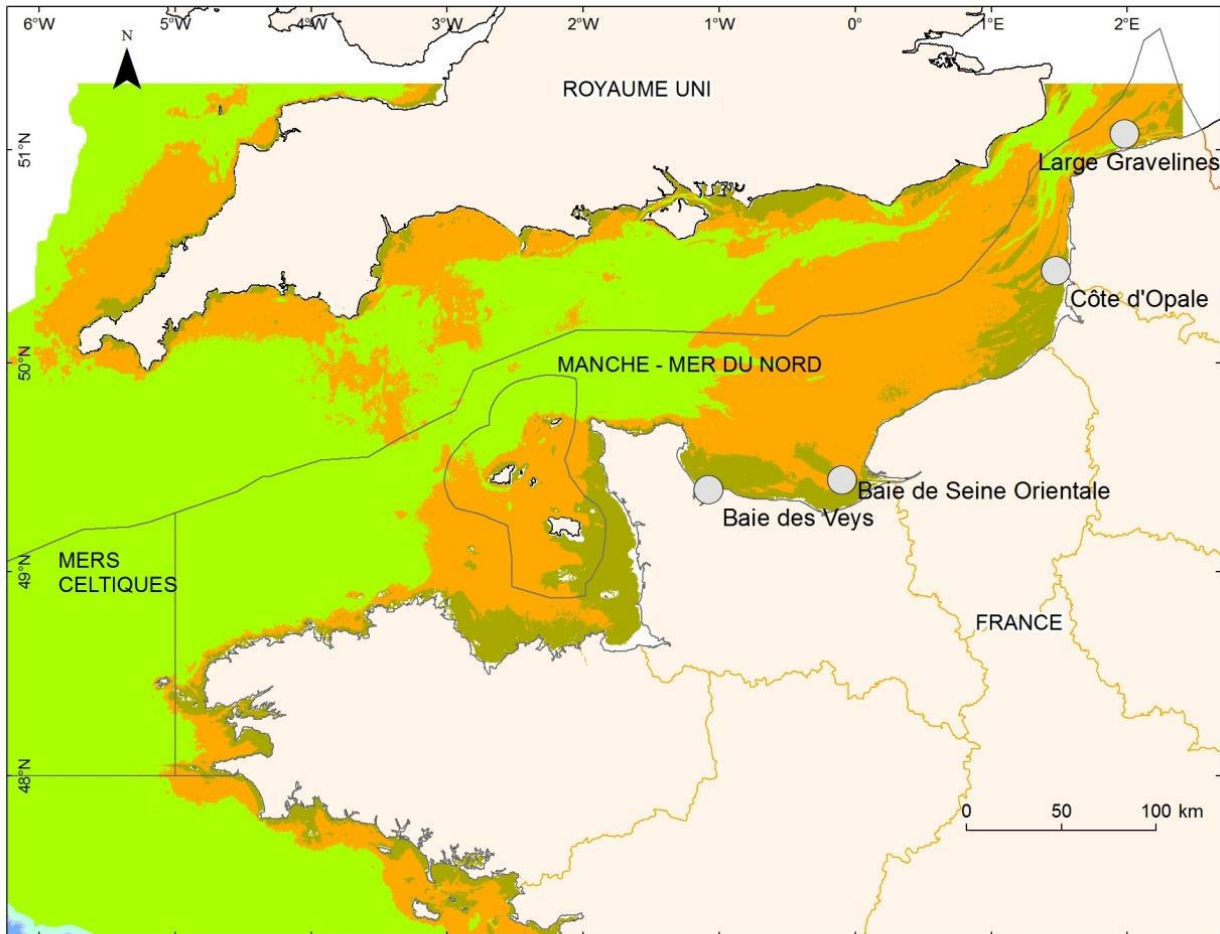 6°W 5°W 4°W 3°W 2°W 1°W 0° 1°E 2°E
N
ROYAUME UNI
51°N
Large Gravelines
Côte d'Opale
50°N
MANCHE - MER DU NORD
Baie de Seine Orientale
Baie des Veys
MERS
CELTIQUES
49°N
FRANCE
48°N
0 50 100 km